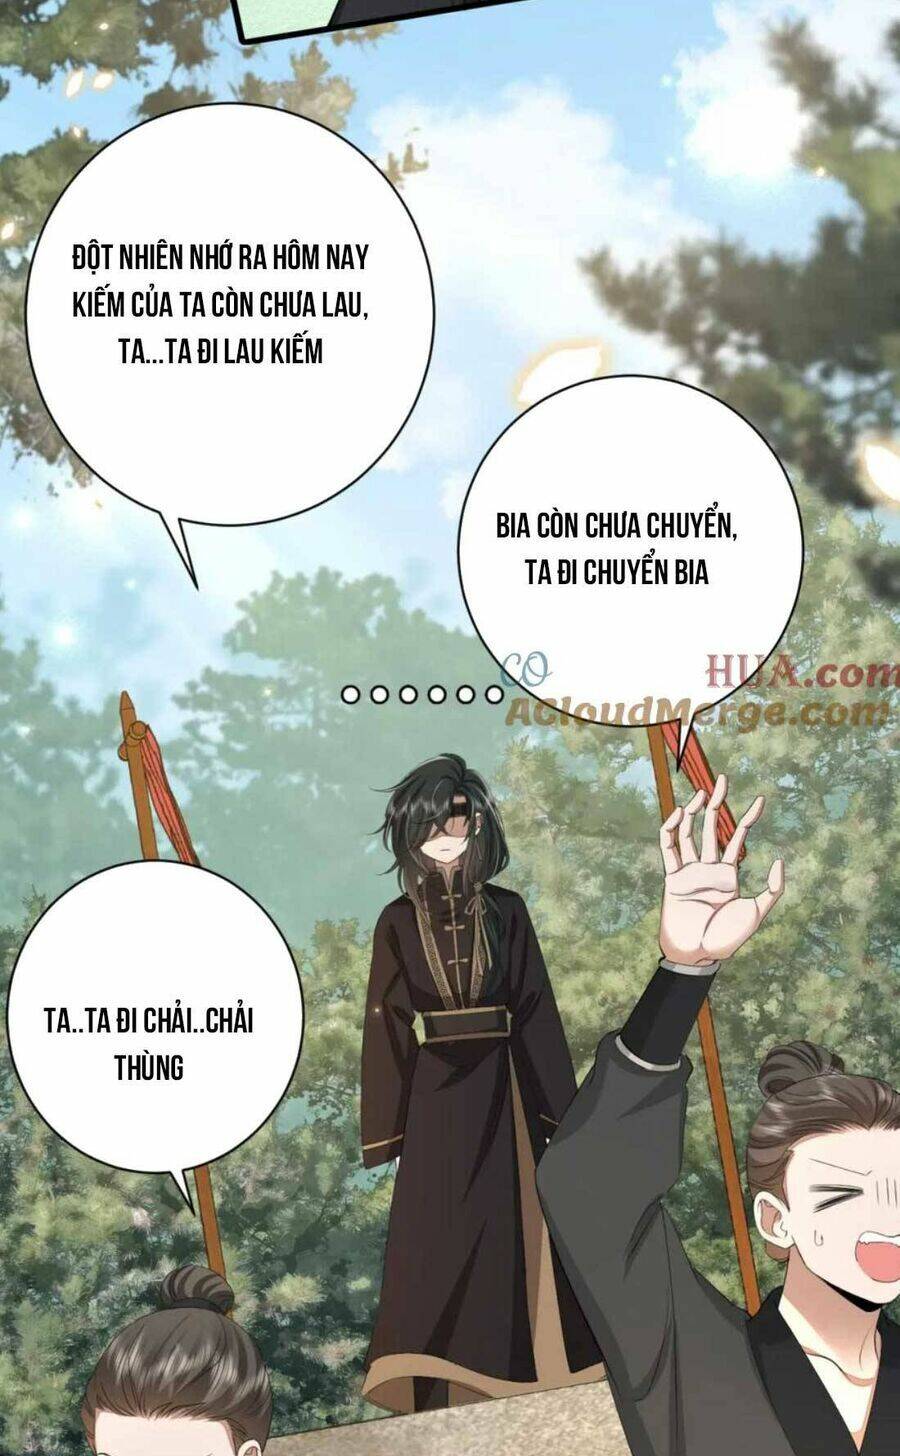 ĐỘT NHIÊN NHỚ RA HÔM NAY
KIẾM CỦA TA CÒN CHƯA LAU,
TA...TA ĐI LAU KIẾM
BIA CÒN CHƯA CHUYỂN,
TA ĐI CHUYỂN BIA
CO HUA.com
AcloudMerge.com
TA..TA ĐI CHẢI..CHẢI
THÙNG